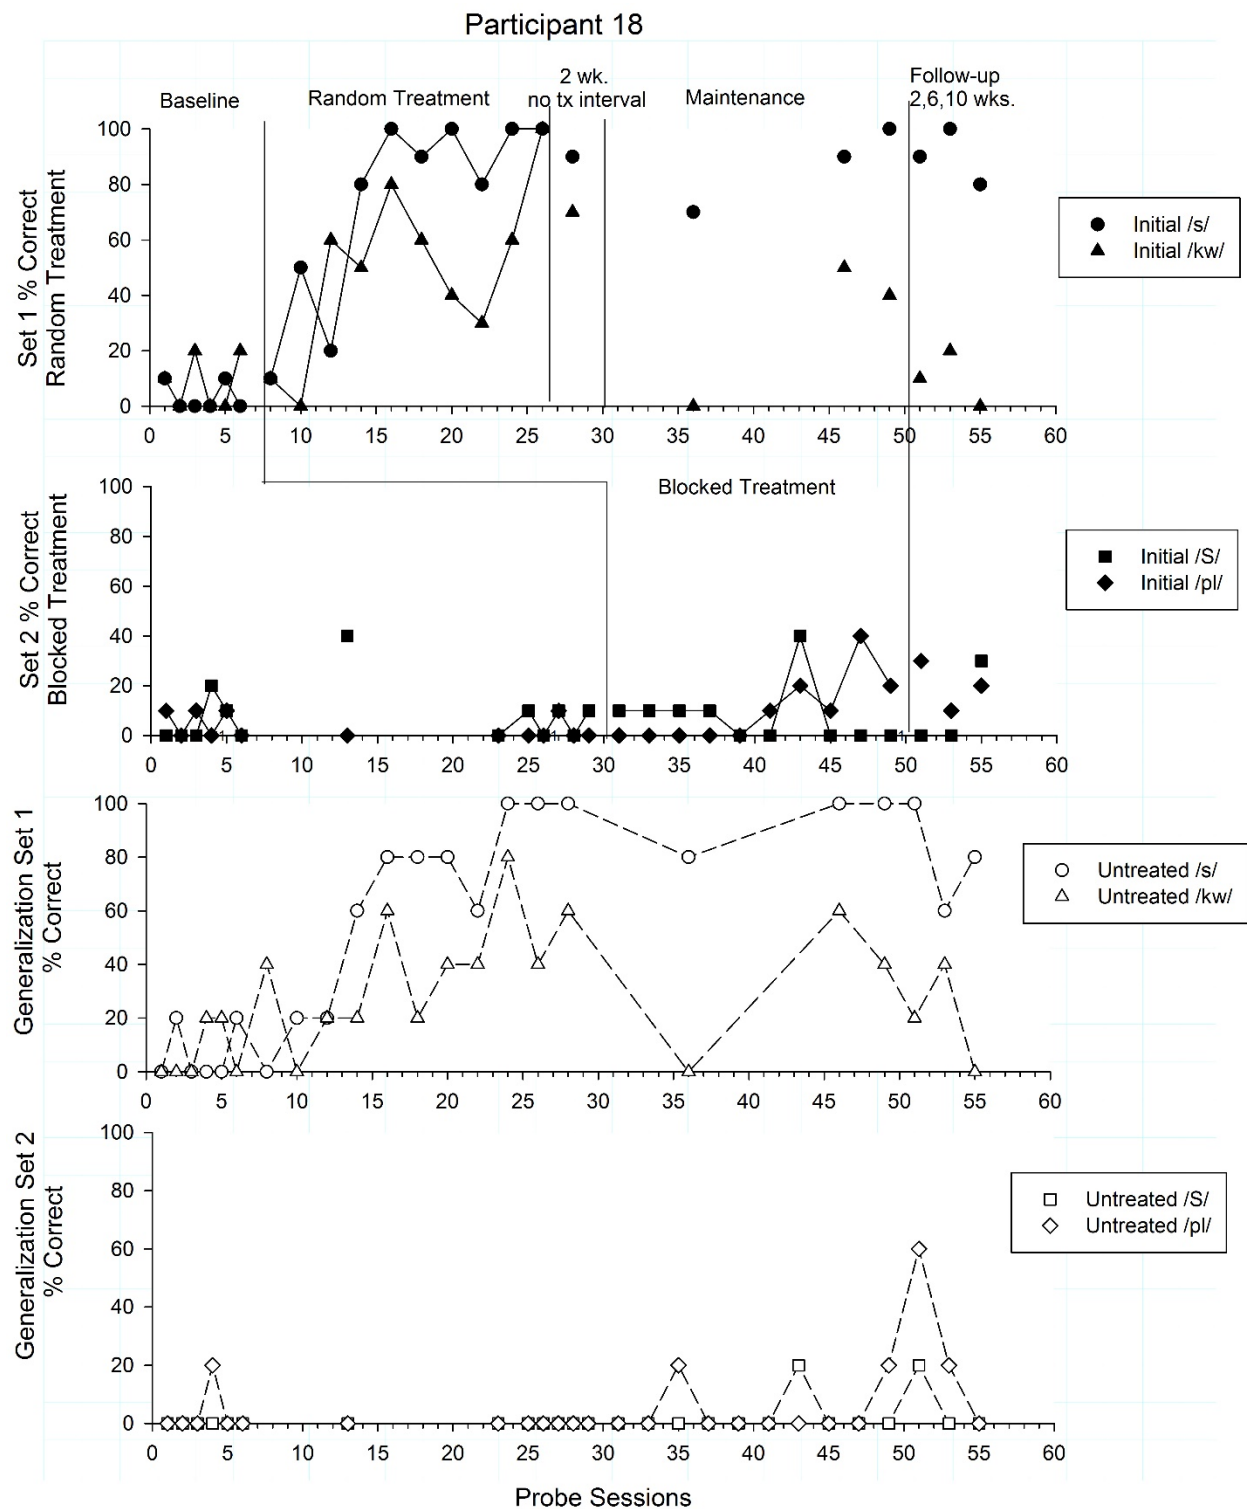 Participant 18
2 wk.
Follow-up
Baseline
Random Treatment
no tx interval
Maintenance
2,6,10 wks.
Set 1 % Correct
Random Treatment
100
80
60
40
20
0
0 5 10 15 20 25 30 35 40 45 50 55 60
Initial /s/
Initial /kw/
Set 2 % Correct
Blocked Treatment
Blocked Treatment
100
80
60
40
20
0
0 5 10 15 20 25 30 35 40 45 50 55 60
Initial /S/
Initial /pl/
Generalization Set 1
% Correct
100
80
60
40
20
0
0 5 10 15 20 25 30 35 40 45 50 55 60
Untreated /s/
Untreated /kw/
Generalization Set 2
% Correct
100
80
60
40
20
0
0 5 10 15 20 25 30 35 40 45 50 55 60
Untreated /S/
Untreated /pl/
Probe Sessions